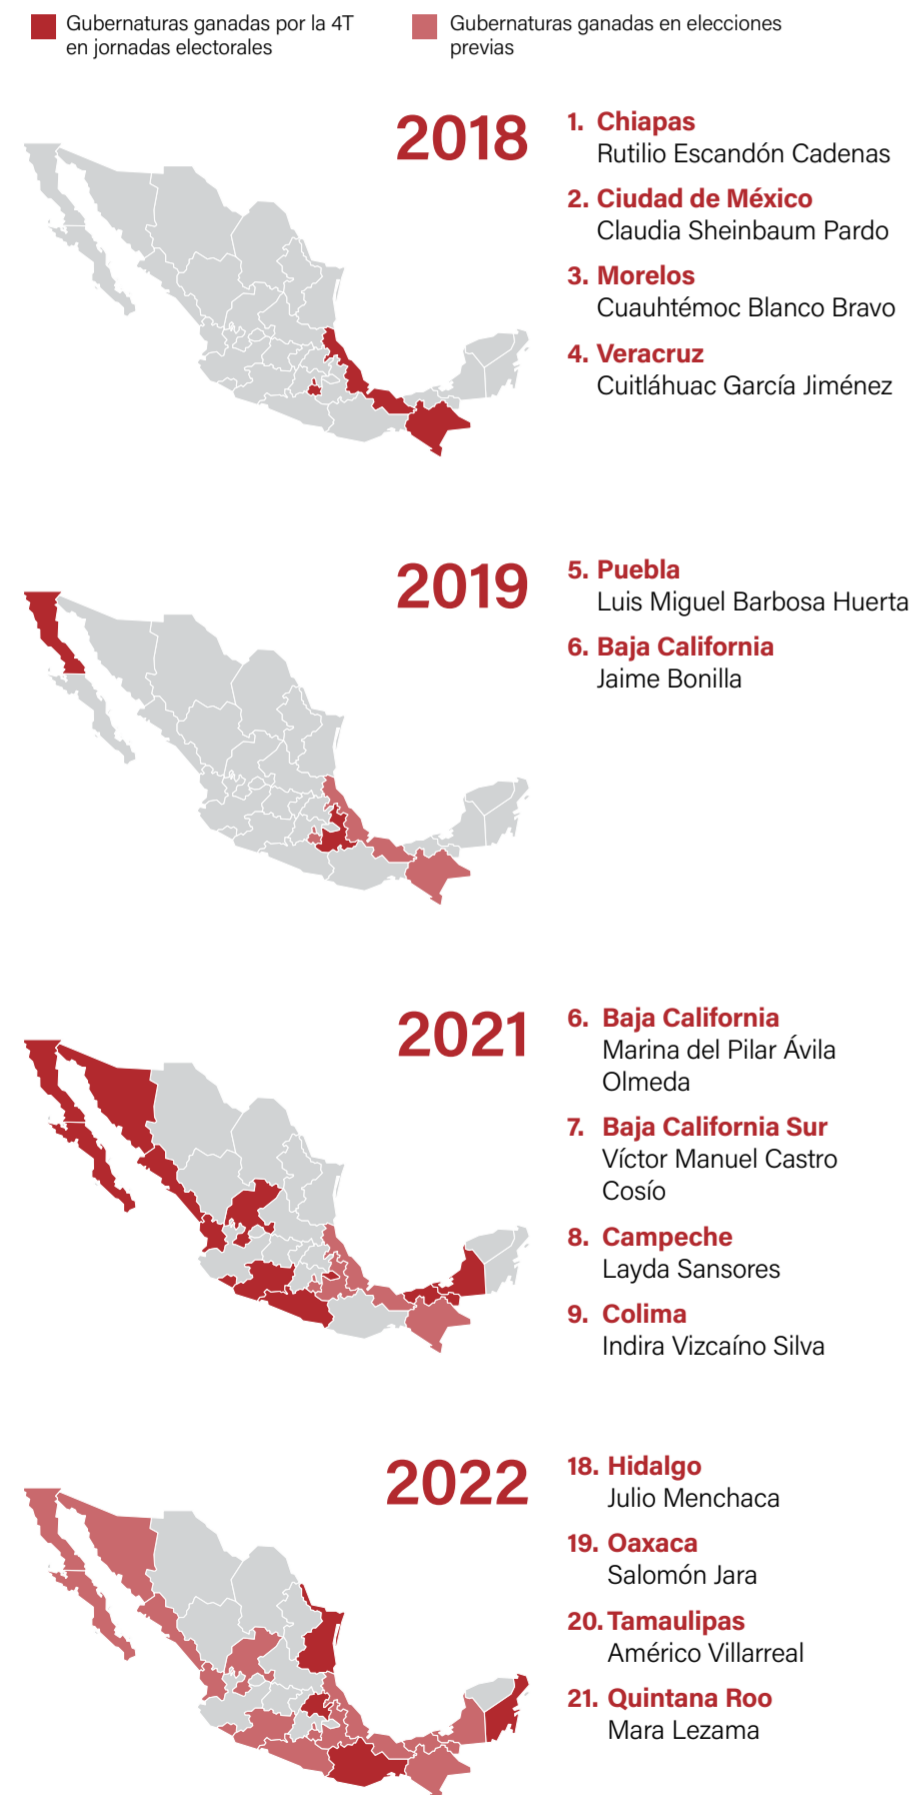 Gubernaturas ganadas por la 4T
en jornadas electorales
Gubernaturas ganadas en elecciones
previas
2018
1. Chiapas
Rutilio Escandón Cadenas
2. Ciudad de México
Claudia Sheinbaum Pardo
3. Morelos
Cuauhtémoc Blanco Bravo
4. Veracruz
Cuitláhuac García Jiménez
2019
5. Puebla
Luis Miguel Barbosa Huerta
6. Baja California
Jaime Bonilla
2021
6. Baja California
Marina del Pilar Ávila
Olmeda
7. Baja California Sur
Víctor Manuel Castro
Cosío
8. Campeche
Layda Sansores
9. Colima
Indira Vizcaíno Silva
2022
18. Hidalgo
Julio Menchaca
19. Oaxaca
Salomón Jara
20. Tamaulipas
Américo Villarreal
21. Quintana Roo
Mara Lezama